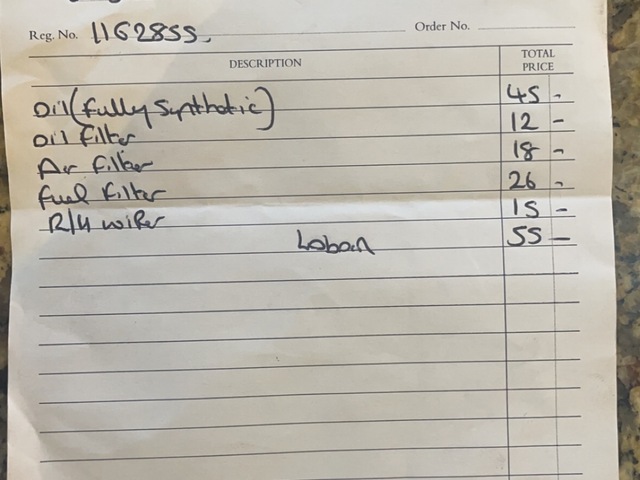 Reg. No. 11G2855. Order No.
DESCRIPTION TOTAL PRICE
Oil (fully Synthetic) 45 -
Oil filter 12 -
Air filter 18 -
fuel filter 26 -
R/H wiper 15 -
Labour 55 -